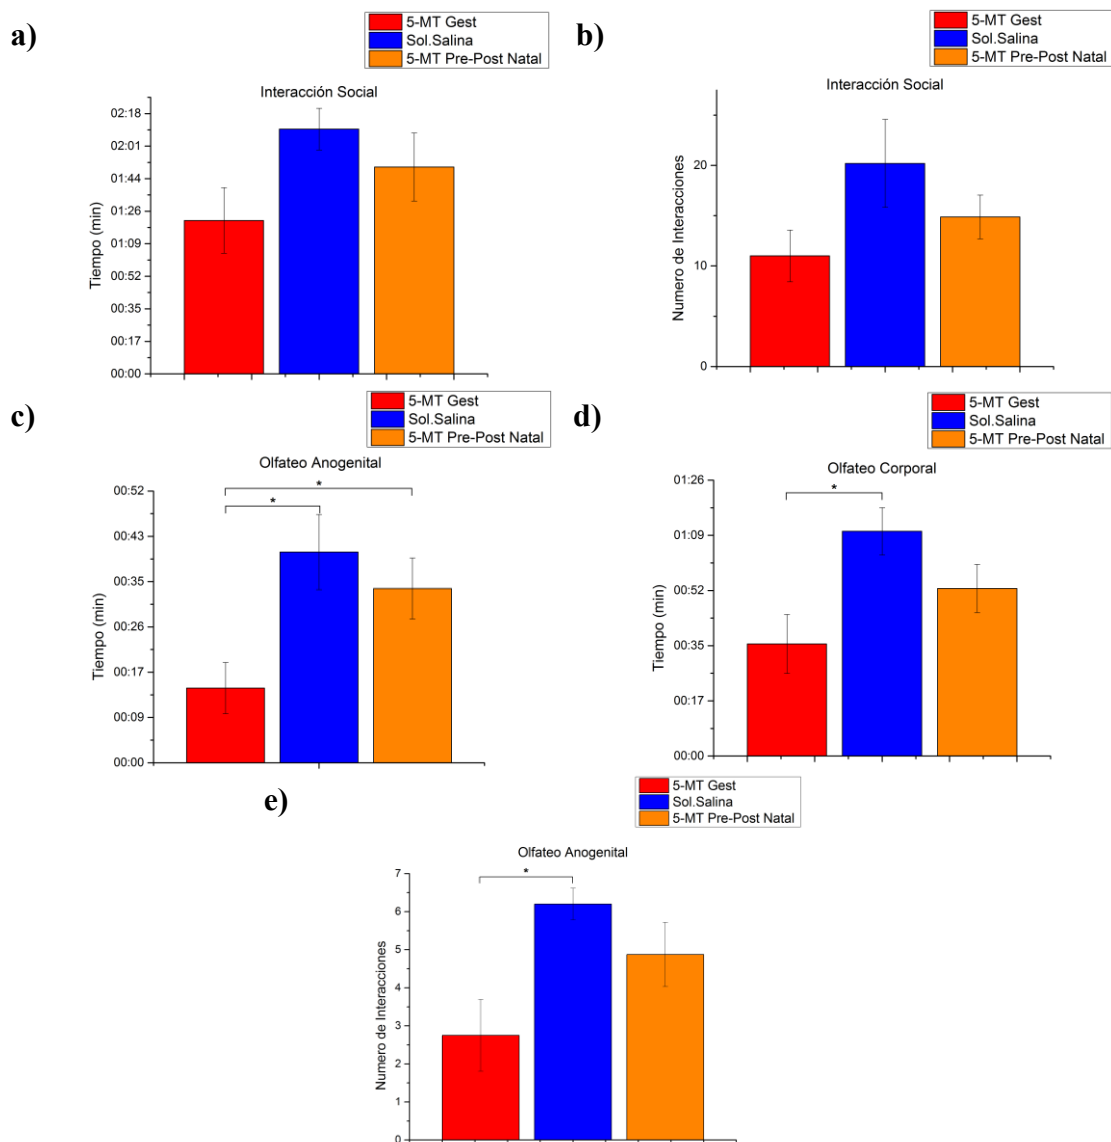 a)
5-MT Gest
Sol.Salina
5-MT Pre-Post Natal
Interacción Social
Tiempo (min)
02:18
02:01
01:44
01:26
01:09
00:52
00:35
00:17
00:00
b)
5-MT Gest
Sol.Salina
5-MT Pre-Post Natal
Interacción Social
Numero de Interacciones
20
10
0
c)
5-MT Gest
Sol.Salina
5-MT Pre-Post Natal
Olfateo Anogenital
Tiempo (min)
00:52
00:43
00:35
00:26
00:17
00:09
00:00
*
*
d)
5-MT Gest
Sol.Salina
5-MT Pre-Post Natal
Olfateo Corporal
Tiempo (min)
01:26
01:09
00:52
00:35
00:17
00:00
*
e)
5-MT Gest
Sol.Salina
5-MT Pre-Post Natal
Olfateo Anogenital
Numero de Interacciones
7
6
5
4
3
2
1
0
*